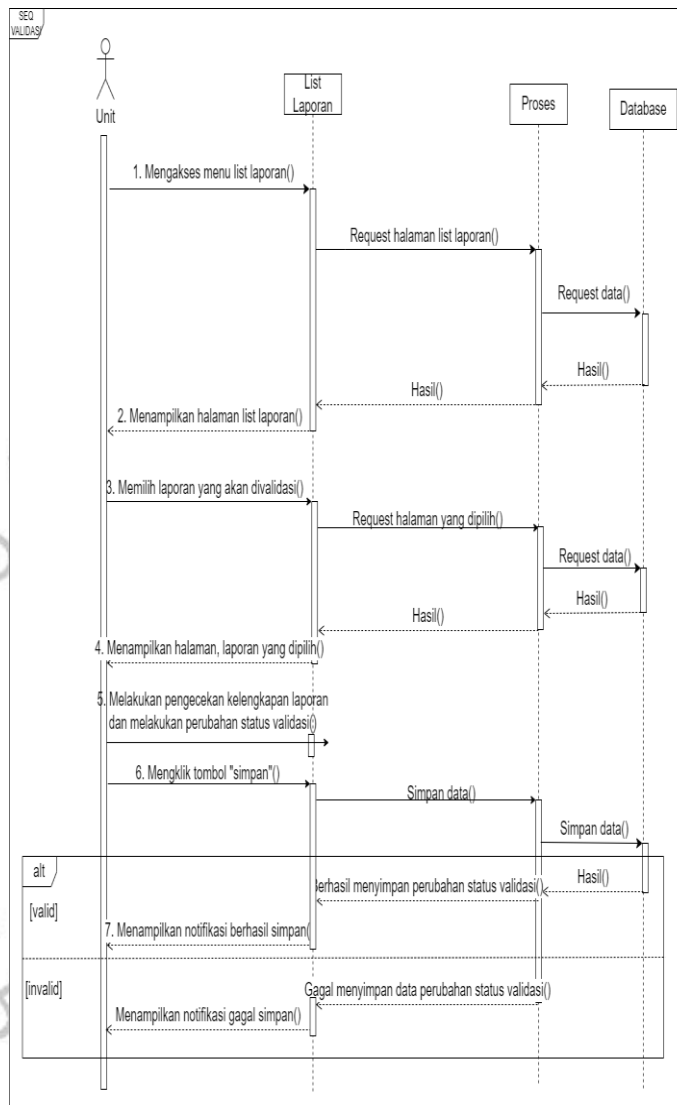 SEQ
VALIDASI
Unit
List
Laporan
Proses
Database
1. Mengakses menu list laporan()
Request halaman list laporan()
Request data()
Hasil()
Hasil()
2. Menampilkan halaman list laporan()
3. Memilih laporan yang akan divalidasi()
Request halaman yang dipilih()
Request data()
Hasil()
Hasil()
4. Menampilkan halaman, laporan yang dipilih()
5. Melakukan pengecekan kelengkapan laporan
dan melakukan perubahan status validasi()
6. Mengklik tombol "simpan"()
Simpan data()
Simpan data()
alt
Hasil()
Berhasil menyimpan perubahan status validasi()
[valid]
7. Menampilkan notifikasi berhasil simpan(
[invalid]
Gagal menyimpan data perubahan status validasi()
Menampilkan notifikasi gagal simpan()